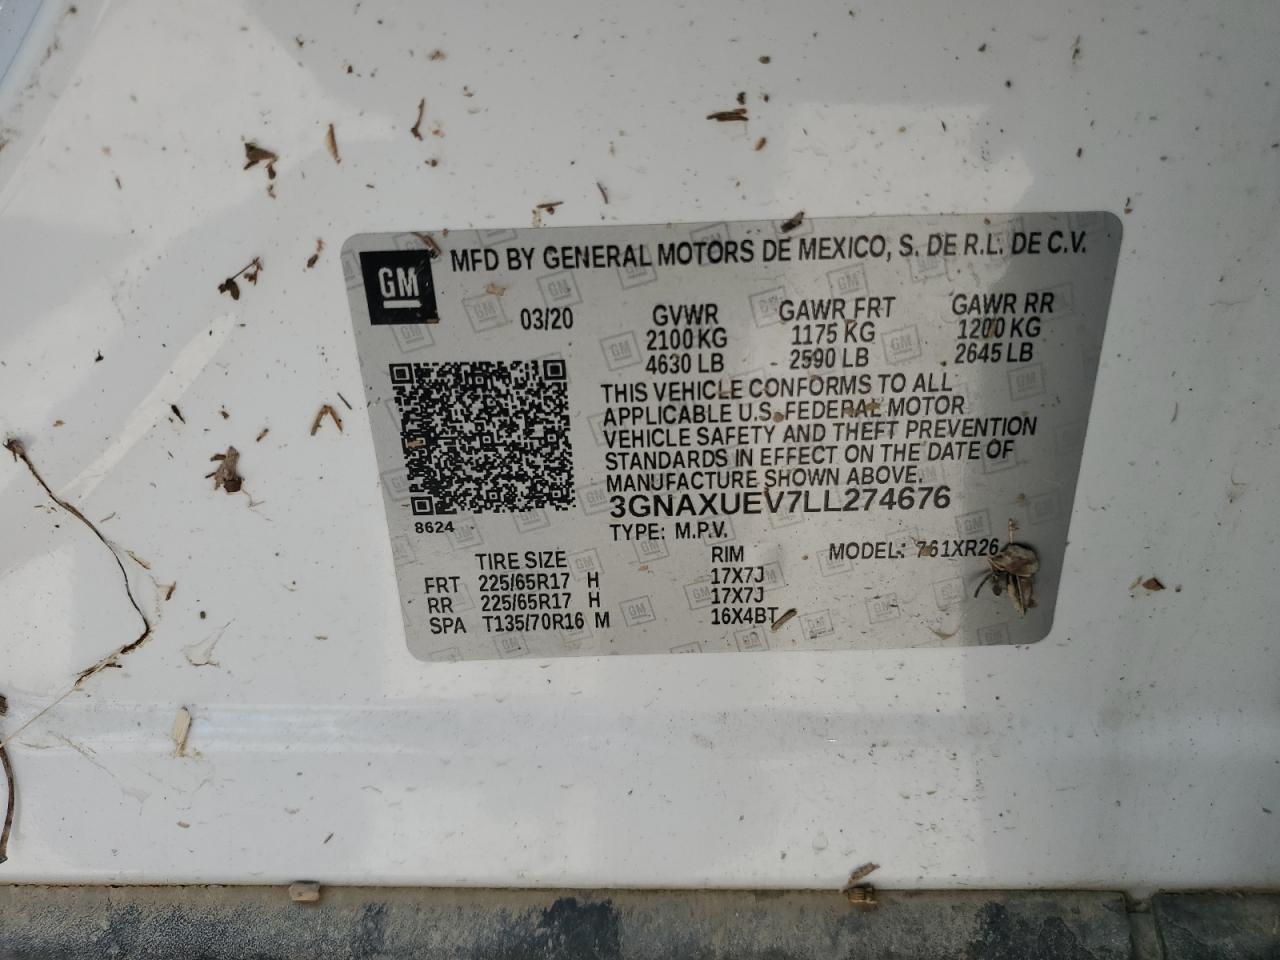 GM
MFD BY GENERAL MOTORS DE MEXICO, S. DE R.L. DE C.V.
03/20 GVWR GAWR FRT GAWR RR
2100 KG 1175 KG 1200 KG
4630 LB 2590 LB 2645 LB
THIS VEHICLE CONFORMS TO ALL
APPLICABLE U.S. FEDERAL MOTOR
VEHICLE SAFETY AND THEFT PREVENTION
STANDARDS IN EFFECT ON THE DATE OF
MANUFACTURE SHOWN ABOVE.
3GNAXUEV7LL274676
8624
TYPE: M.P.V. MODEL: 761XR26
TIRE SIZE RIM
FRT 225/65R17 H 17X7J
RR 225/65R17 H 17X7J
SPA T135/70R16 M 16X4BT